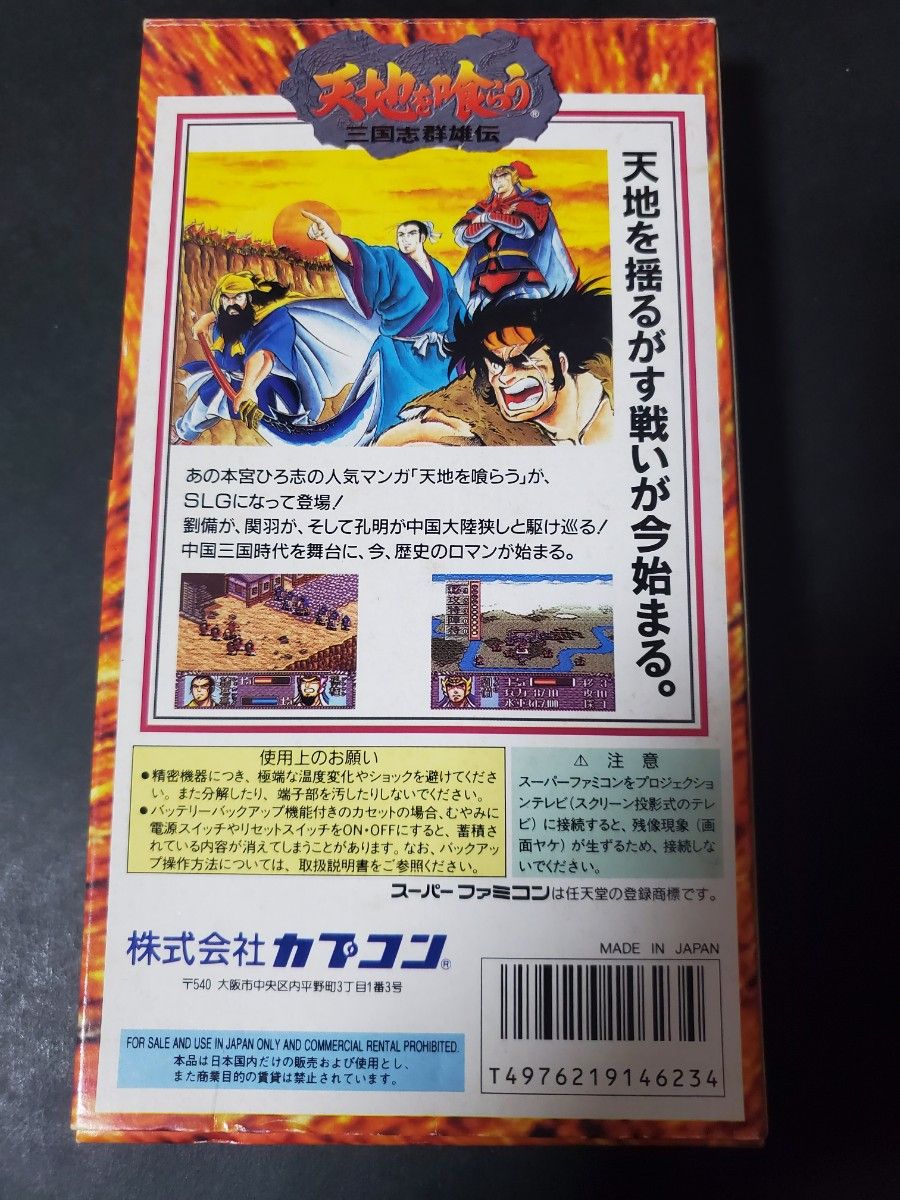 天地を喰らう®
三国志群雄伝
天地を揺るがす戦いが今始まる。
あの本宮ひろ志の人気マンガ「天地を喰らう」が、
SLGになって登場!
劉備が、関羽が、そして孔明が中国大陸狭しと駆け巡る!
中国三国時代を舞台に、今、歴史のロマンが始まる。
使用上のお願い
●精密機器につき、極端な温度変化やショックを避けてくださ
い。また分解したり、端子部を汚したりしないでください。
●バッテリーバックアップ機能付きのカセットの場合、むやみに
電源スイッチやリセットスイッチをON・OFFにすると、蓄積さ
れている内容が消えてしまうことがあります。なお、バックアッ
プ操作方法については、取扱説明書をご参照ください。
⚠ 注意
スーパーファミコンをプロジェクショ
ンテレビ(スクリーン投影式のテレ
ビ)に接続すると、残像現象(画
面ヤケ)が生ずるため、接続しな
いでください。
スーパーファミコンは任天堂の登録商標です。
株式会社カプコン®
〒540 大阪市中央区内平野町3丁目1番3号
MADE IN JAPAN
FOR SALE AND USE IN JAPAN ONLY AND COMMERCIAL RENTAL PROHIBITED.
本品は日本国内だけの販売および使用とし、
また商業目的の賃貸は禁止されています。
T4976219146234